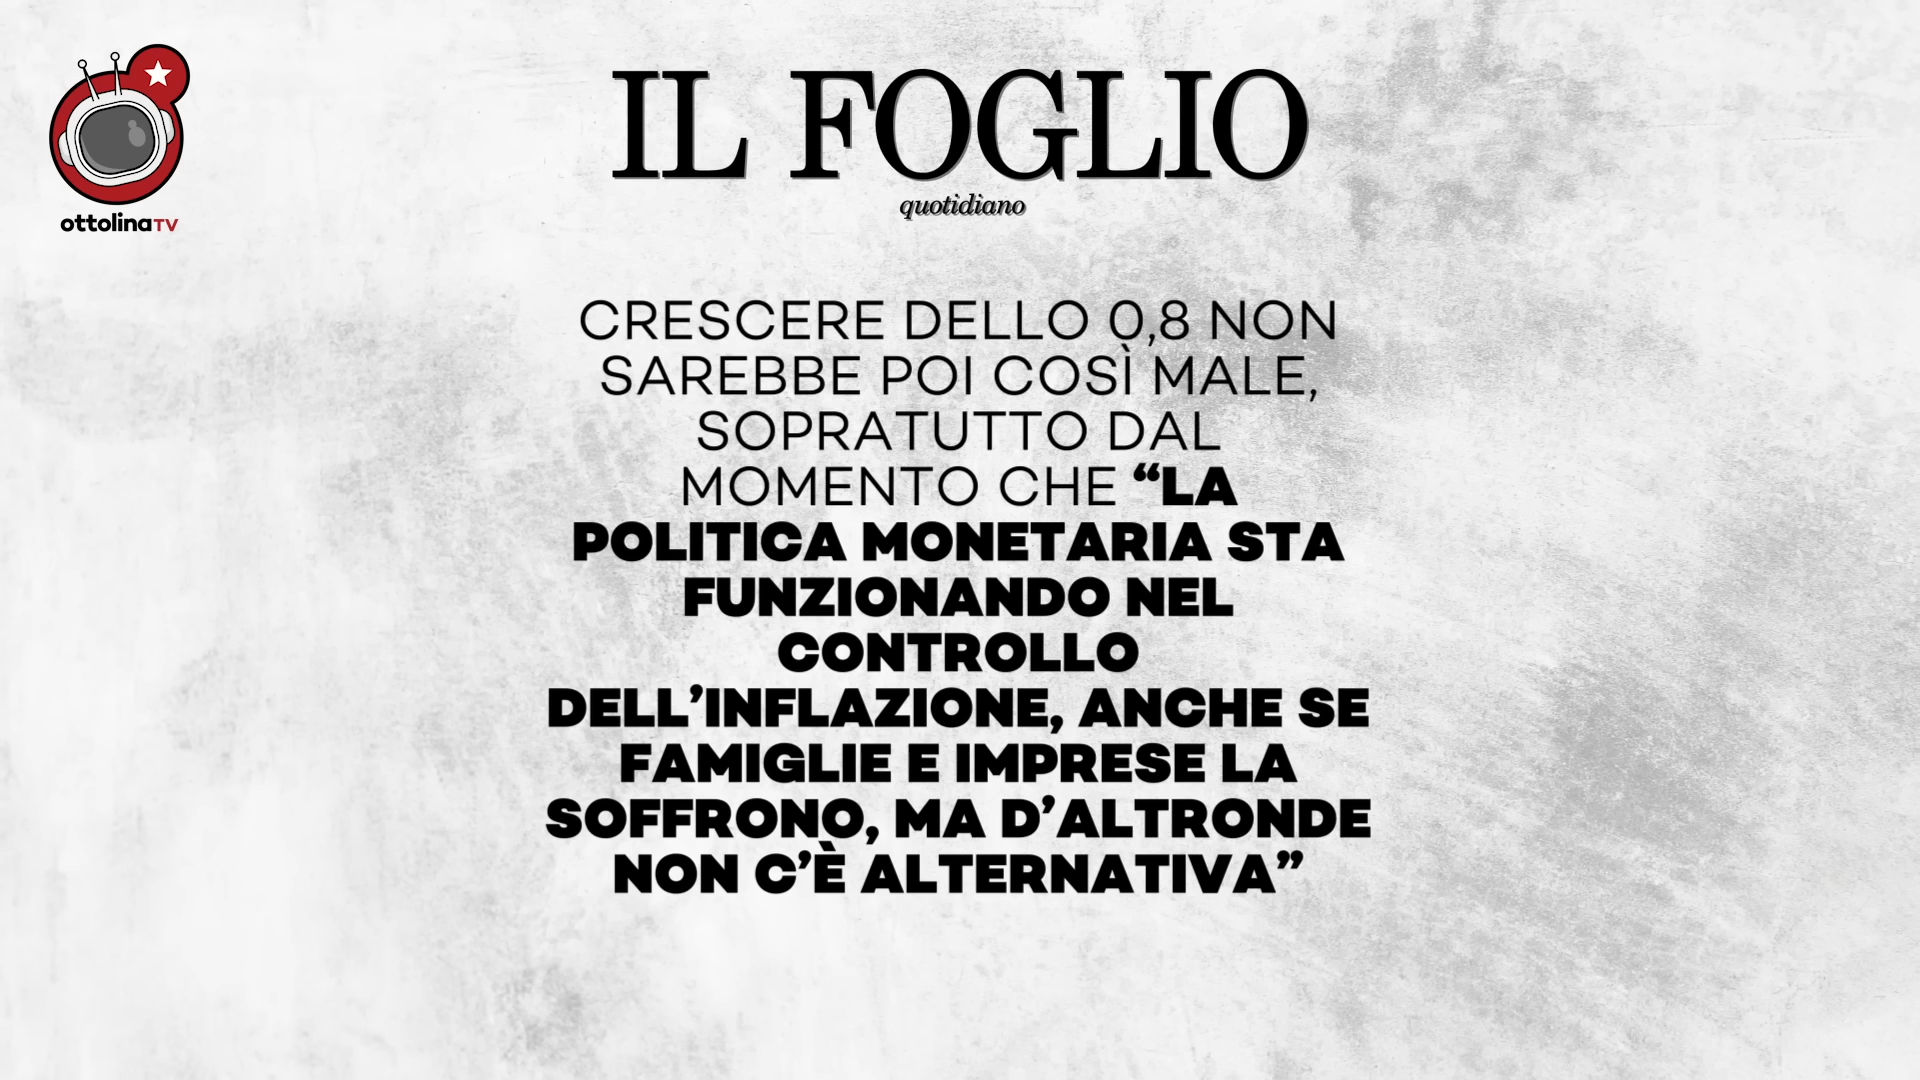 ottolinaTV
IL FOGLIO
quotidiano
CRESCERE DELLO 0,8 NON
SAREBBE POI COSÌ MALE,
SOPRATUTTO DAL
MOMENTO CHE “LA
POLITICA MONETARIA STA
FUNZIONANDO NEL
CONTROLLO
DELL’INFLAZIONE, ANCHE SE
FAMIGLIE E IMPRESE LA
SOFFRONO, MA D’ALTRONDE
NON C’È ALTERNATIVA”